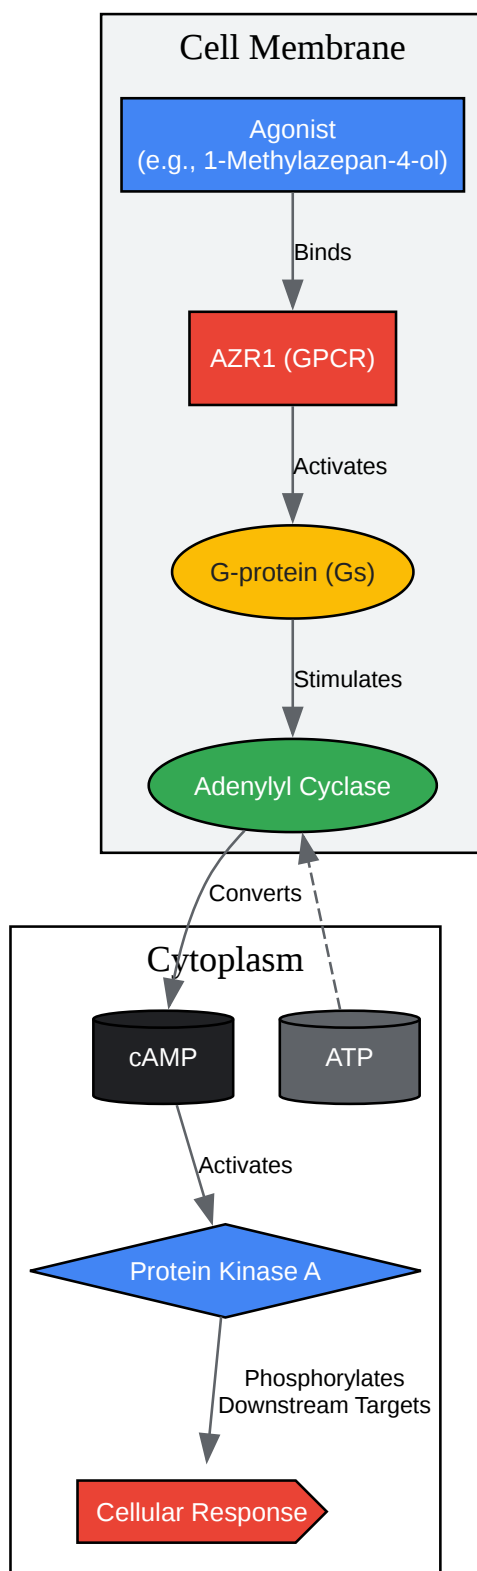 Cell Membrane
Agonist
(e.g., 1-Methylazepan-4-ol)
Binds
AZR1 (GPCR)
Activates
G-protein (Gs)
Stimulates
Adenylyl Cyclase
Converts
Cytoplasm
cAMP
ATP
Activates
Protein Kinase A
Phosphorylates
Downstream Targets
Cellular Response